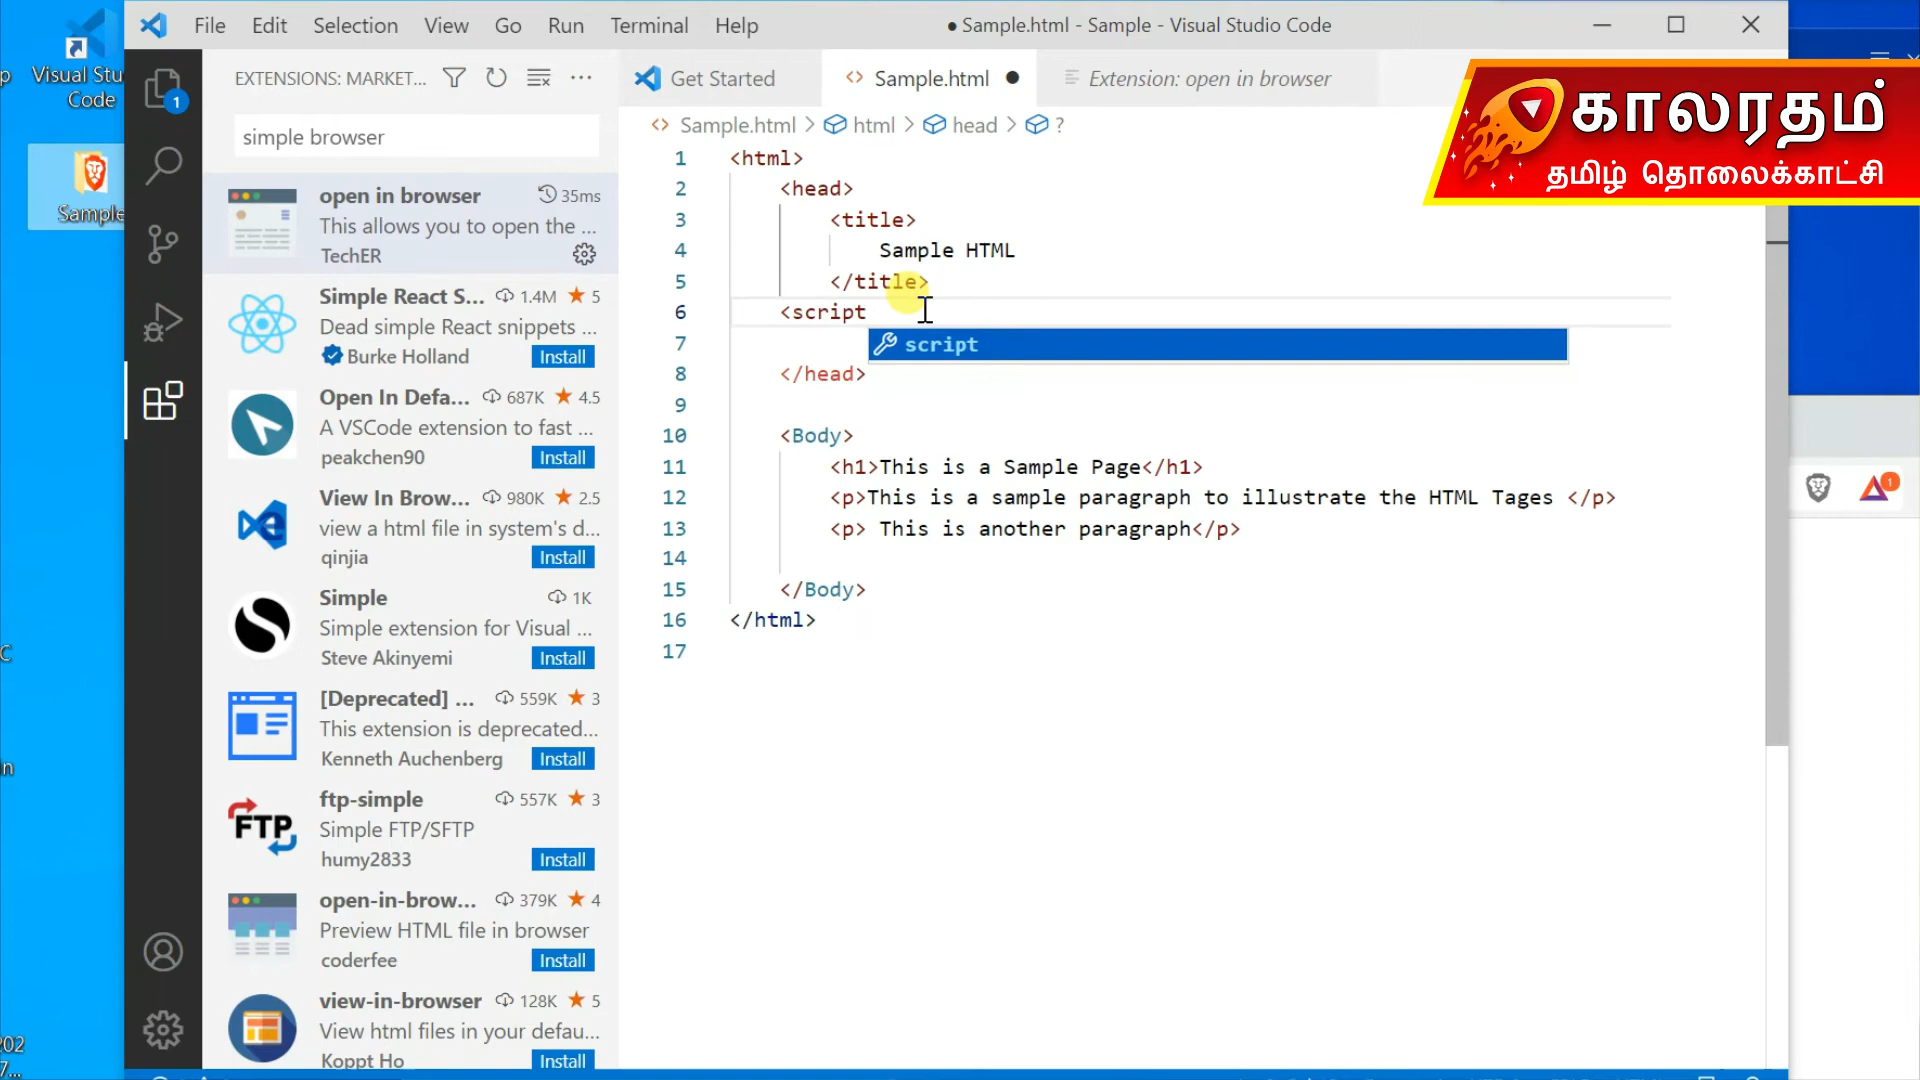 File Edit Selection View Go Run Terminal Help
● Sample.html - Sample - Visual Studio Code
Visual Stu
Code
Sample
1
EXTENSIONS: MARKET...
simple browser
open in browser 35ms
This allows you to open the ...
TechER
Simple React S... 1.4M 5
Dead simple React snippets ...
Burke Holland Install
Open In Defa... 687K 4.5
A VSCode extension to fast ...
peakchen90 Install
View In Brow... 980K 2.5
view a html file in system's d...
qinjia Install
Simple 1K
Simple extension for Visual ...
Steve Akinyemi Install
[Deprecated] ... 559K 3
This extension is deprecated...
Kenneth Auchenberg Install
FTP
ftp-simple 557K 3
Simple FTP/SFTP
humy2833 Install
open-in-brow... 379K 4
Preview HTML file in browser
coderfee Install
view-in-browser 128K 5
View html files in your defau...
Koppt Ho Install
Get Started Sample.html ● Extension: open in browser
Sample.html > html > head > ?
1 <html>
2 <head>
3 <title>
4 Sample HTML
5 </title>
6 <script
7 script
8 </head>
9
10 <Body>
11 <h1>This is a Sample Page</h1>
12 <p>This is a sample paragraph to illustrate the HTML Tages </p>
13 <p> This is another paragraph</p>
14
15 </Body>
16 </html>
17
காலரதம்
தமிழ் தொலைக்காட்சி
1